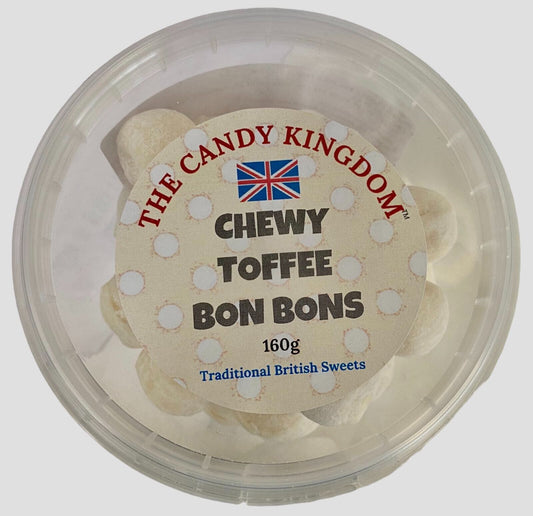 THE CANDY KINGDOM™
CHEWY
TOFFEE
BON BONS
160g
Traditional British Sweets